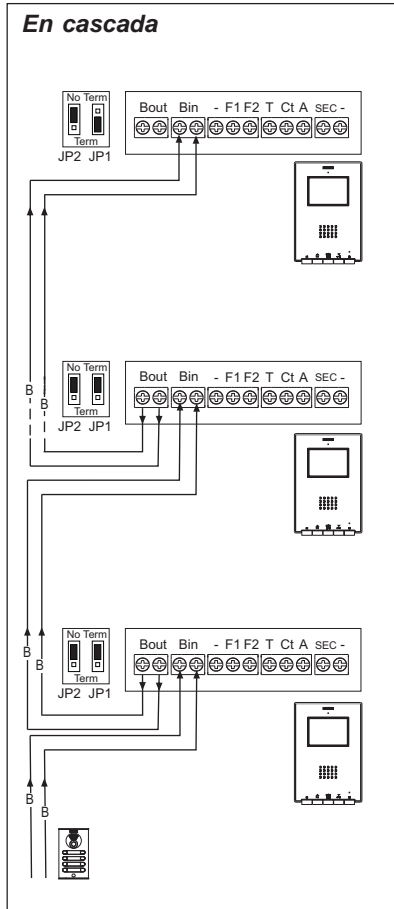 En cascada
No Term
Term
JP2 JP1
Bout Bin - F1 F2 T Ct A SEC -
B
B
No Term
Term
JP2 JP1
Bout Bin - F1 F2 T Ct A SEC -
B
B
No Term
Term
JP2 JP1
Bout Bin - F1 F2 T Ct A SEC -
B
B